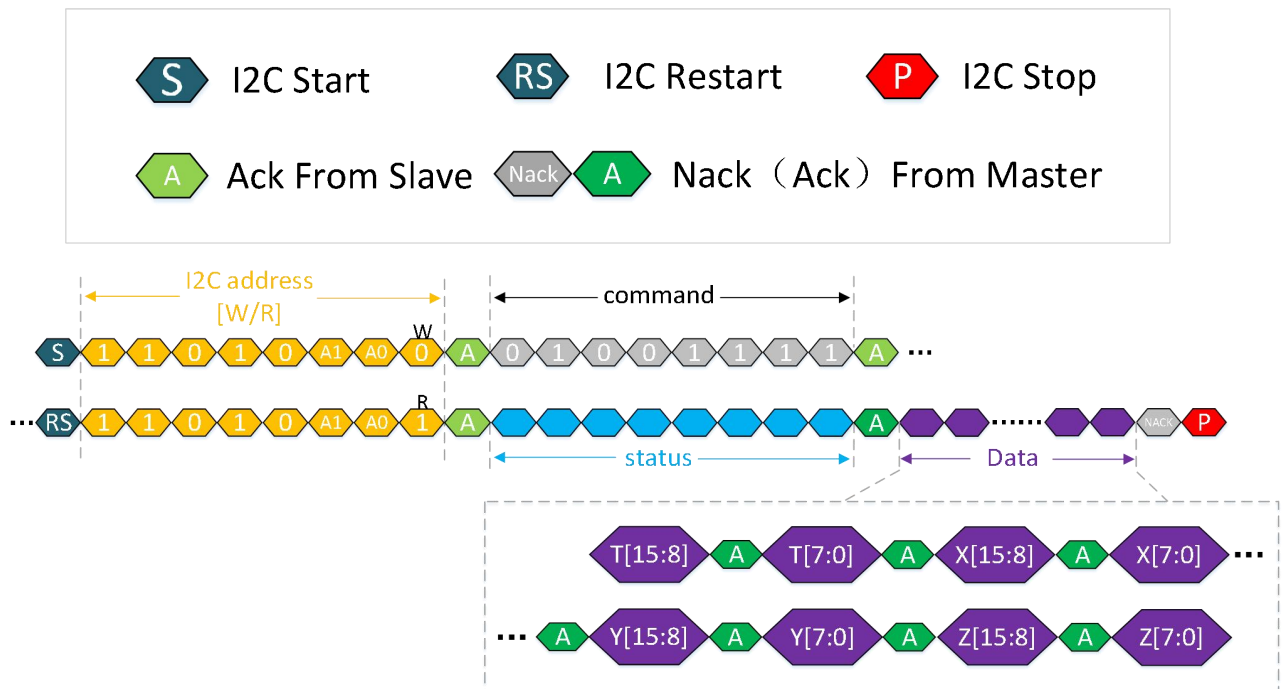 S I2C Start RS I2C Restart P I2C Stop
A Ack From Slave Nack A Nack（Ack）From Master
I2C address
[W/R]
command
W
S 1 1 0 1 0 A1 A0 0 A 0 1 0 0 1 1 1 1 A ...
R
... RS 1 1 0 1 0 A1 A0 1 A A ...... NACK P
status Data
T[15:8] A T[7:0] A X[15:8] A X[7:0] ...
... A Y[15:8] A Y[7:0] A Z[15:8] A Z[7:0]